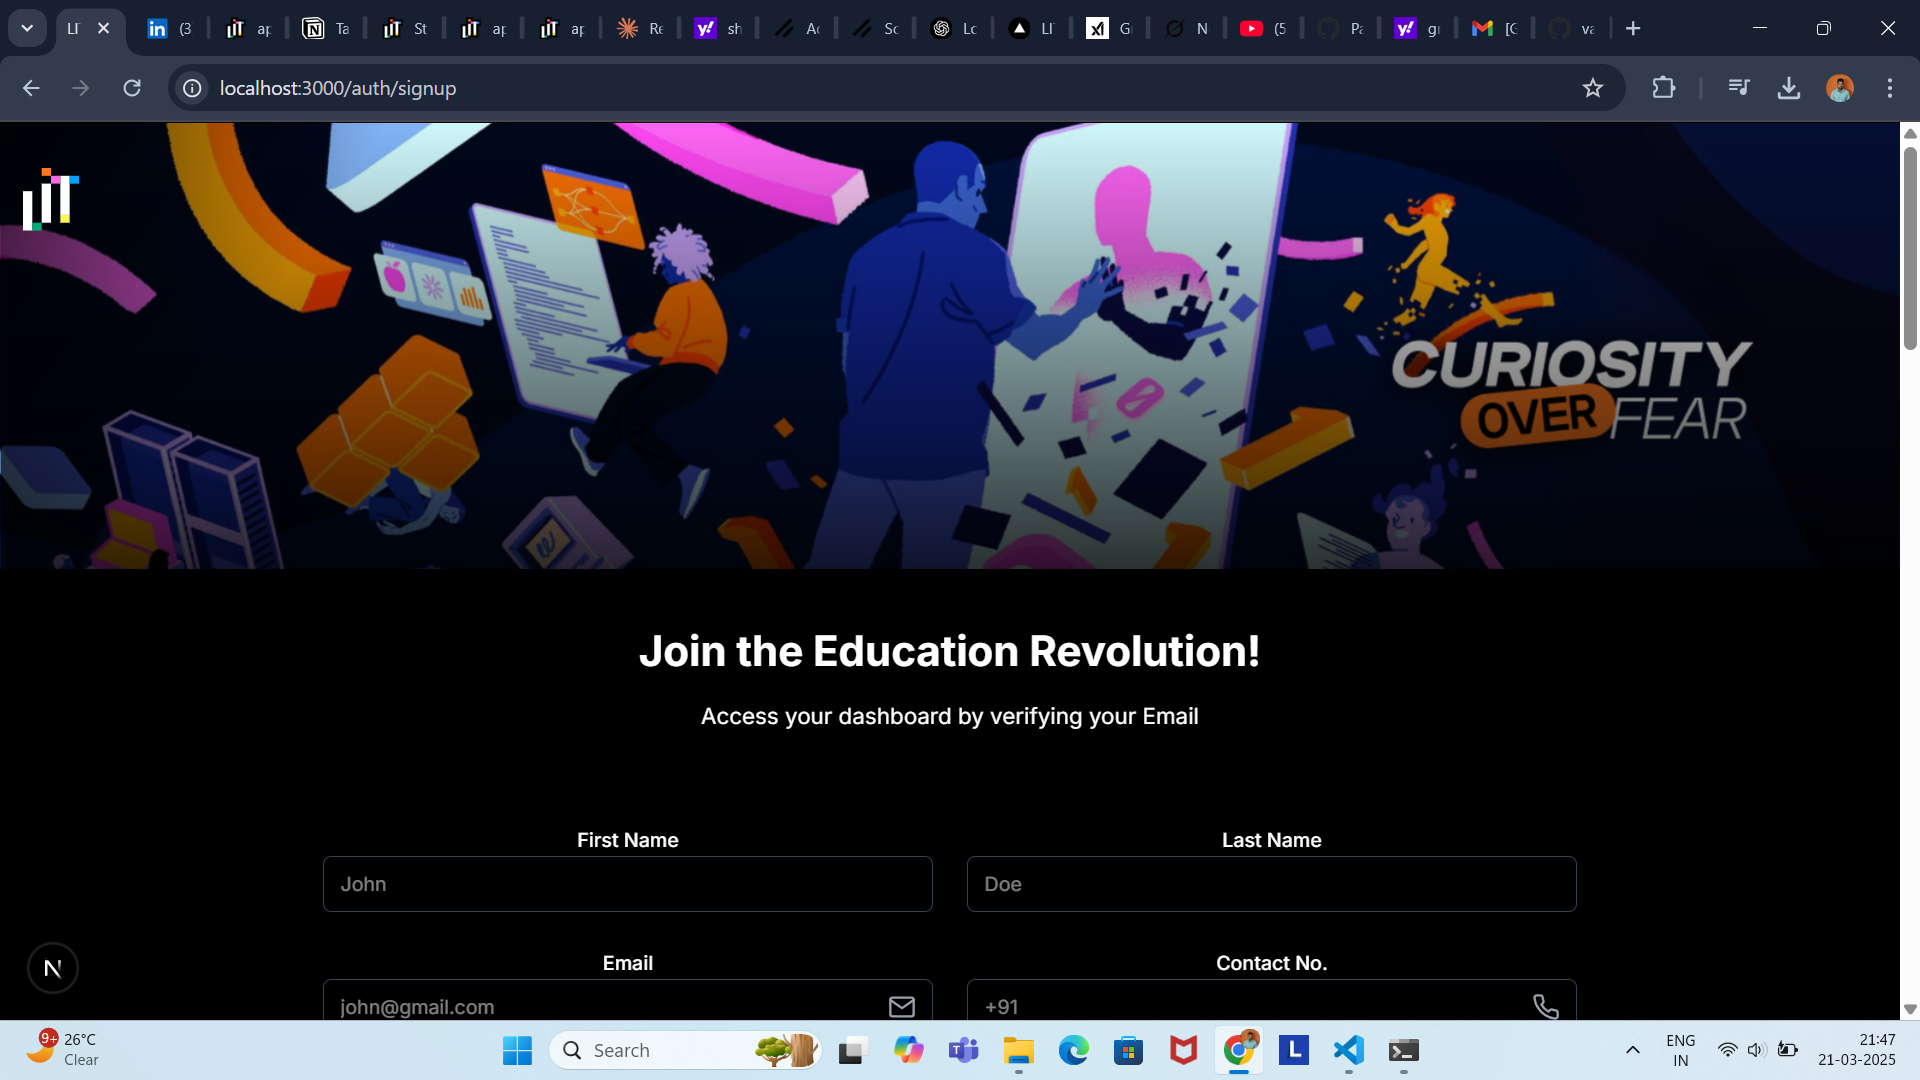 LI
(3
ap
Ta
St
ap
ap
Re
sh
Ac
Sc
Lo
LI
G
N
(5
Pa
gr
[G
va
localhost:3000/auth/signup
CURIOSITY
OVER FEAR
Join the Education Revolution!
Access your dashboard by verifying your Email
First Name
Last Name
John
Doe
Email
Contact No.
john@gmail.com
+91
9+
26°C
Clear
Search
ENG
IN
21:47
21-03-2025